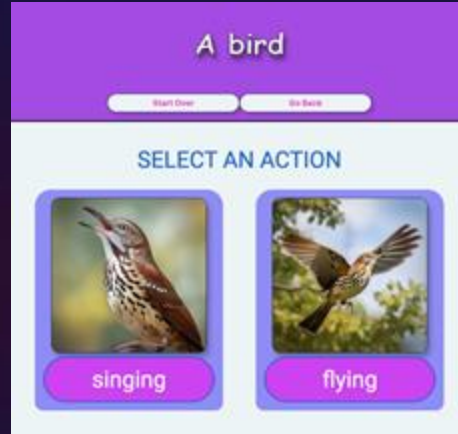 A bird
Start Over Go Back
SELECT AN ACTION
singing flying